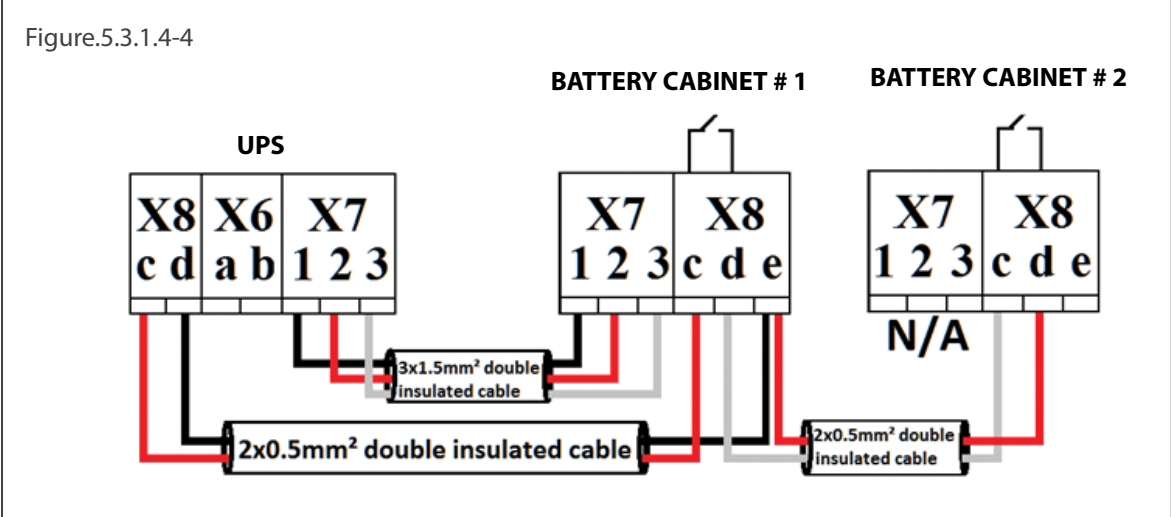 Figure.5.3.1.4-4
BATTERY CABINET # 1
BATTERY CABINET # 2
UPS
X8 X6 X7
c d a b 1 2 3
X7 X8
1 2 3 c d e
X7 X8
1 2 3 c d e
N/A
3x1.5mm² double
insulated cable
2x0.5mm² double insulated cable
2x0.5mm² double
insulated cable